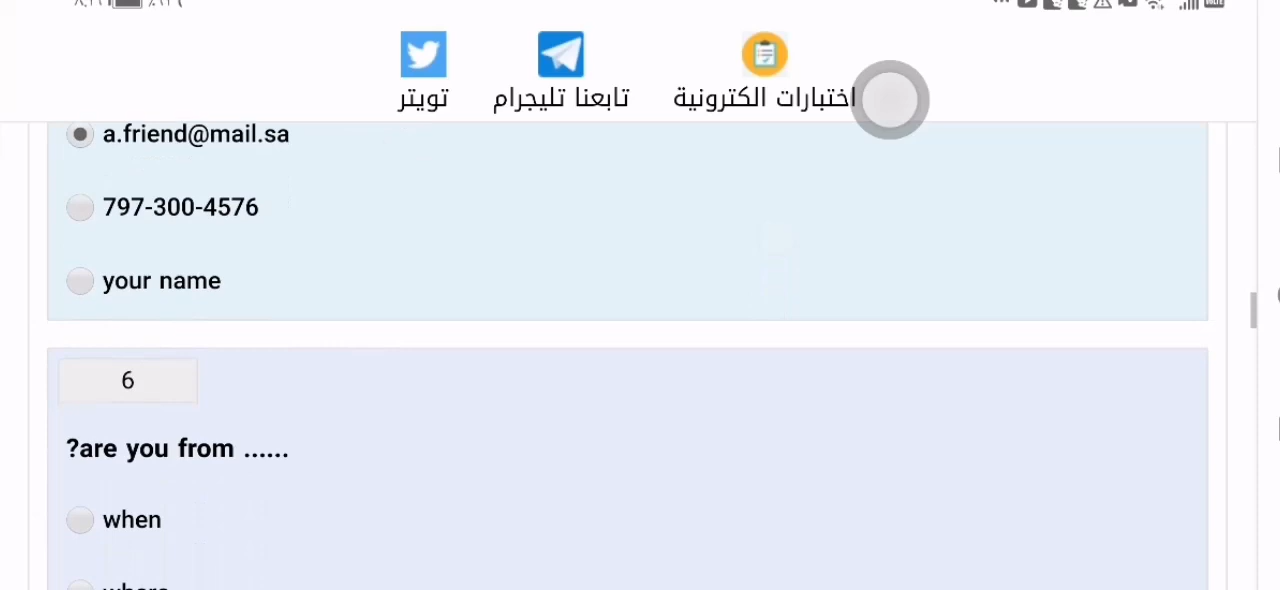 تويتر
تابعنا تليجرام
اختبارات الكترونية
a.friend@mail.sa
797-300-4576
your name
6
?are you from ......
when